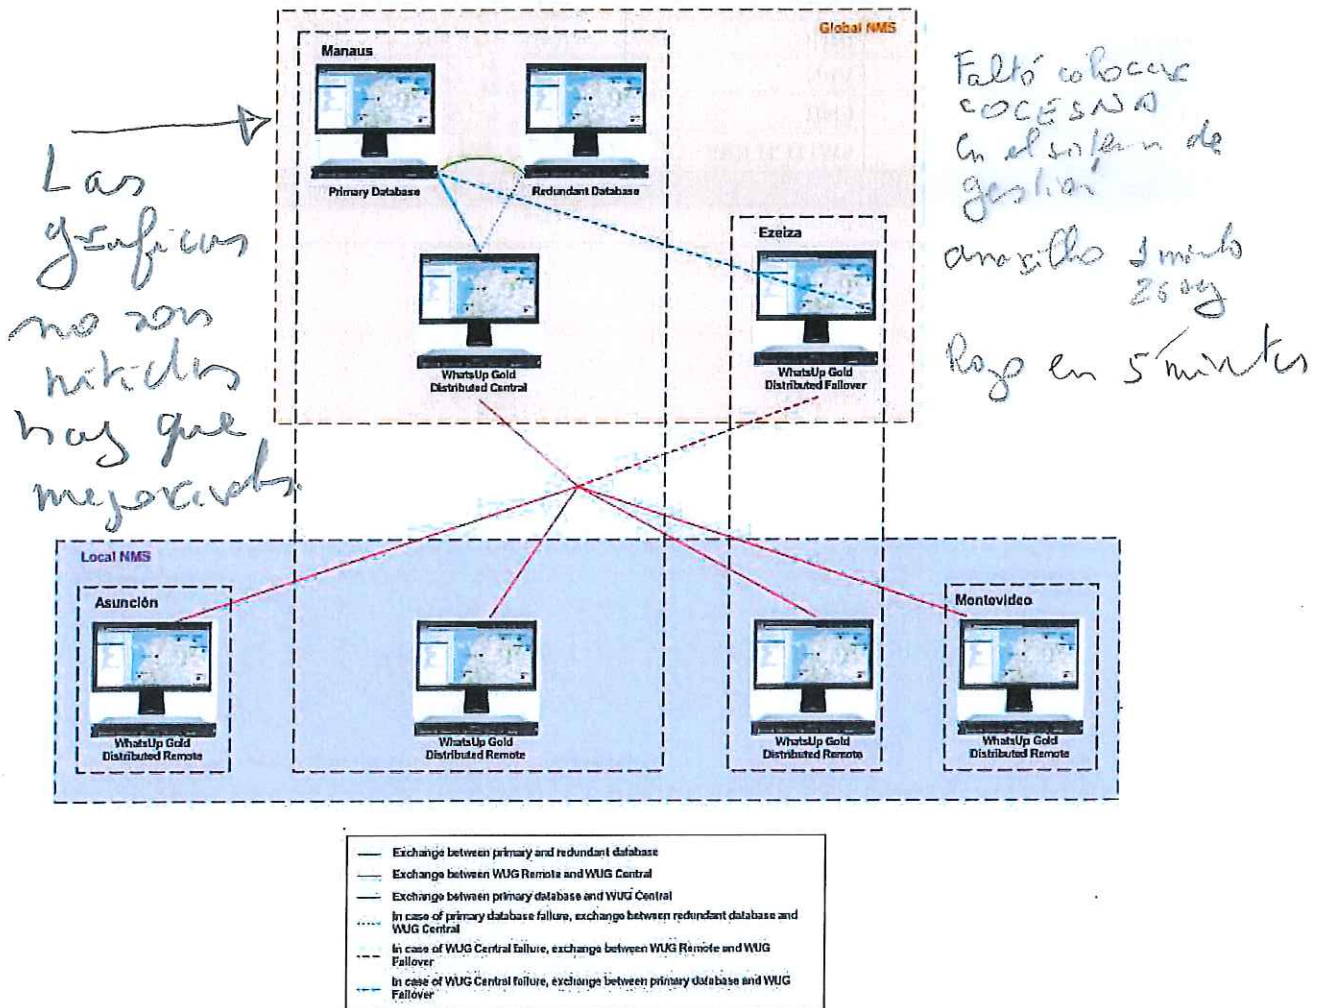 Global NMS
Manaus
Primary Database
Redundant Database
Ezeiza
WhatsUp Gold
Distributed Central
WhatsUp Gold
Distributed Failover
Las
graficas
no son
nitidas
hay que
mejorarlas.
Faltó colocar
COCESNA
en el sistema de
gestión
amarillo 1 minuto
Rojo en 5 minutos
Local NMS
Asunción
WhatsUp Gold
Distributed Remote
WhatsUp Gold
Distributed Remote
WhatsUp Gold
Distributed Remote
Montevideo
WhatsUp Gold
Distributed Remote
Exchange between primary and redundant database
Exchange between WUG Remote and WUG Central
Exchange between primary database and WUG Central
In case of primary database failure, exchange between redundant database and
WUG Central
In case of WUG Central failure, exchange between WUG Remote and WUG
Failover
In case of WUG Central failure, exchange between primary database and WUG
Failover